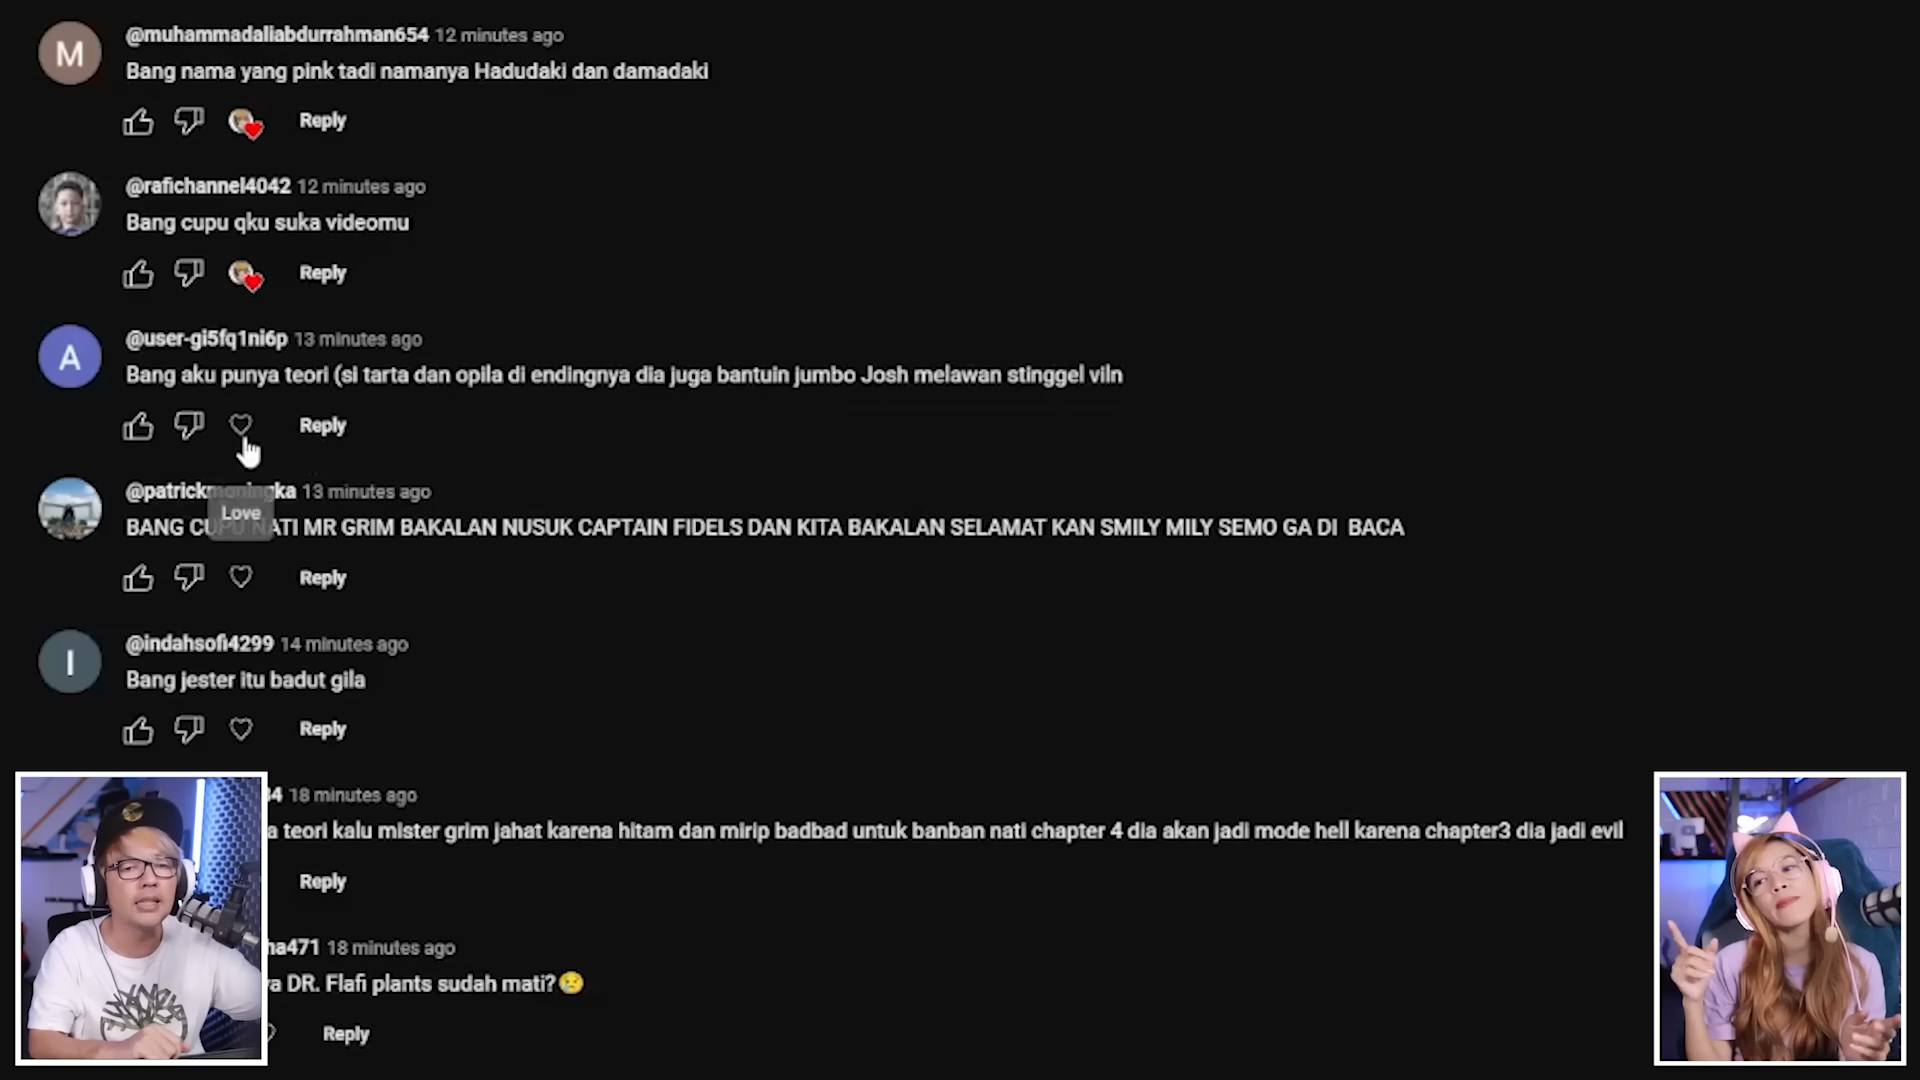 M
@muhammadaliabdurrahman654 12 minutes ago
Bang nama yang pink tadi namanya Hadudaki dan damadaki
Reply
@rafichannel4042 12 minutes ago
Bang cupu qku suka videomu
Reply
A
@user-gi5fq1ni6p 13 minutes ago
Bang aku punya teori (si tarta dan opila di endingnya dia juga bantuin jumbo Josh melawan stinggel viln
Reply
@patrickmoningka 13 minutes ago
Love
BANG CUPU NATI MR GRIM BAKALAN NUSUK CAPTAIN FIDELS DAN KITA BAKALAN SELAMAT KAN SMILY MILY SEMO GA DI BACA
Reply
I
@indahsofi4299 14 minutes ago
Bang jester itu badut gila
Reply
34 18 minutes ago
a teori kalu mister grim jahat karena hitam dan mirip badbad untuk banban nati chapter 4 dia akan jadi mode hell karena chapter3 dia jadi evil
Reply
na471 18 minutes ago
ya DR. Flafi plants sudah mati?😢
Reply